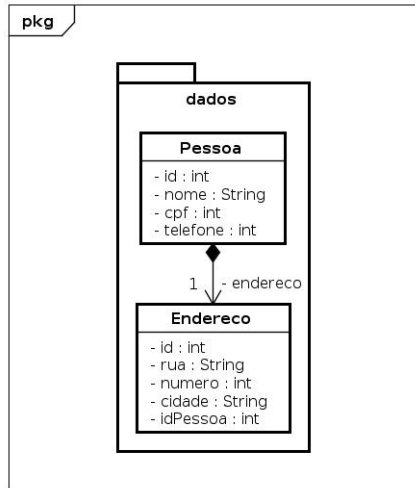 pkg
dados
Pessoa
- id : int
- nome : String
- cpf : int
- telefone : int
1 - endereco
Endereco
- id : int
- rua : String
- numero : int
- cidade : String
- idPessoa : int